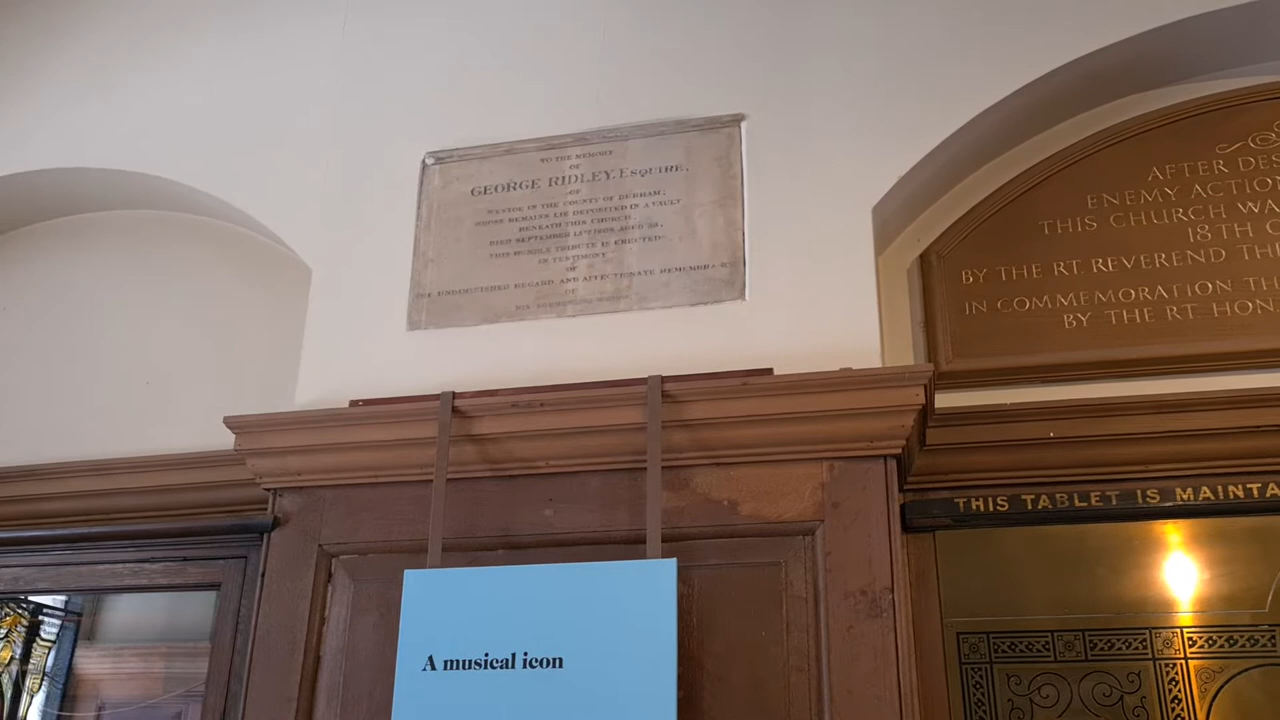 TO THE MEMORY
OF
GEORGE RIDLEY, ESQUIRE,
OF
IN THE COUNTY OF DURHAM;
WHOSE REMAINS LIE DEPOSITED IN A VAULT
BENEATH THIS CHURCH,
DIED SEPTEMBER AGED
THIS HUMBLE TRIBUTE IS ERECTED
IN TESTIMONY
OF
UNDIMINISHED REGARD AND AFFECTIONATE REMEMBRANCE
OF
HIS
AFTER DES
ENEMY ACTION
THIS CHURCH WA
18TH
BY THE RT. REVEREND TH
IN COMMEMORATION TH
BY THE RT HON
THIS TABLET IS MAINTA
A musical icon